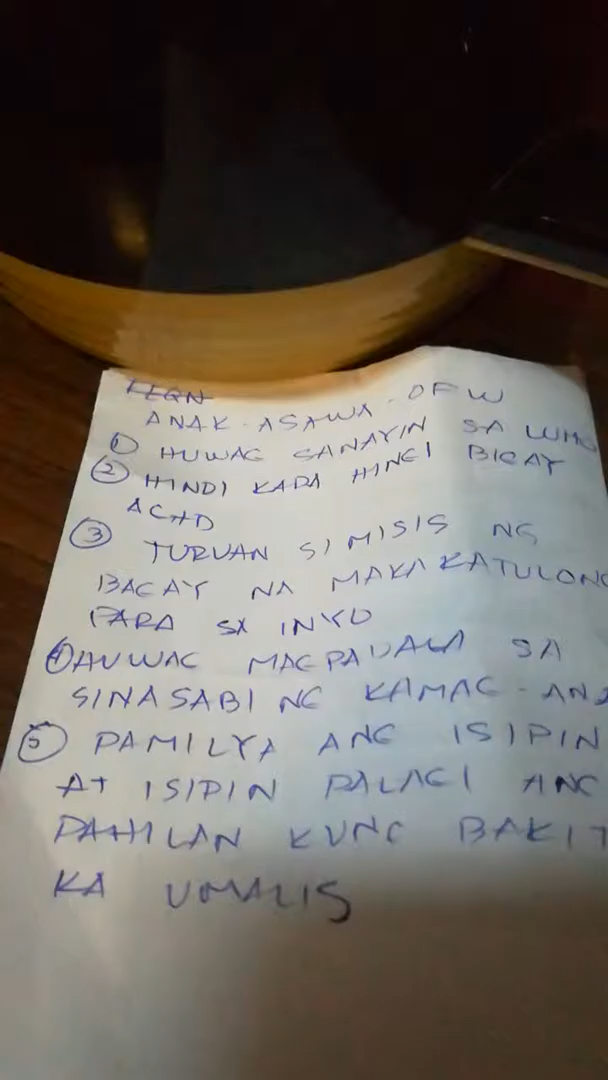 ANAK-ASAWA-OFW
① HUWAG SANAYIN SA
② HINDI KADA HINGI BIGAY
AGAD
③ TURUAN SI MISIS NG
BAGAY NA MAKAKATULONG
PARA SA INYO
④ HUWAG MAGPADALA SA
SINASABI NG KAMAG-ANA
⑤ PAMILYA ANG ISIPIN
AT ISIPIN PALAGI ANG
DAHILAN KUNG BAKIT
KA UMALIS